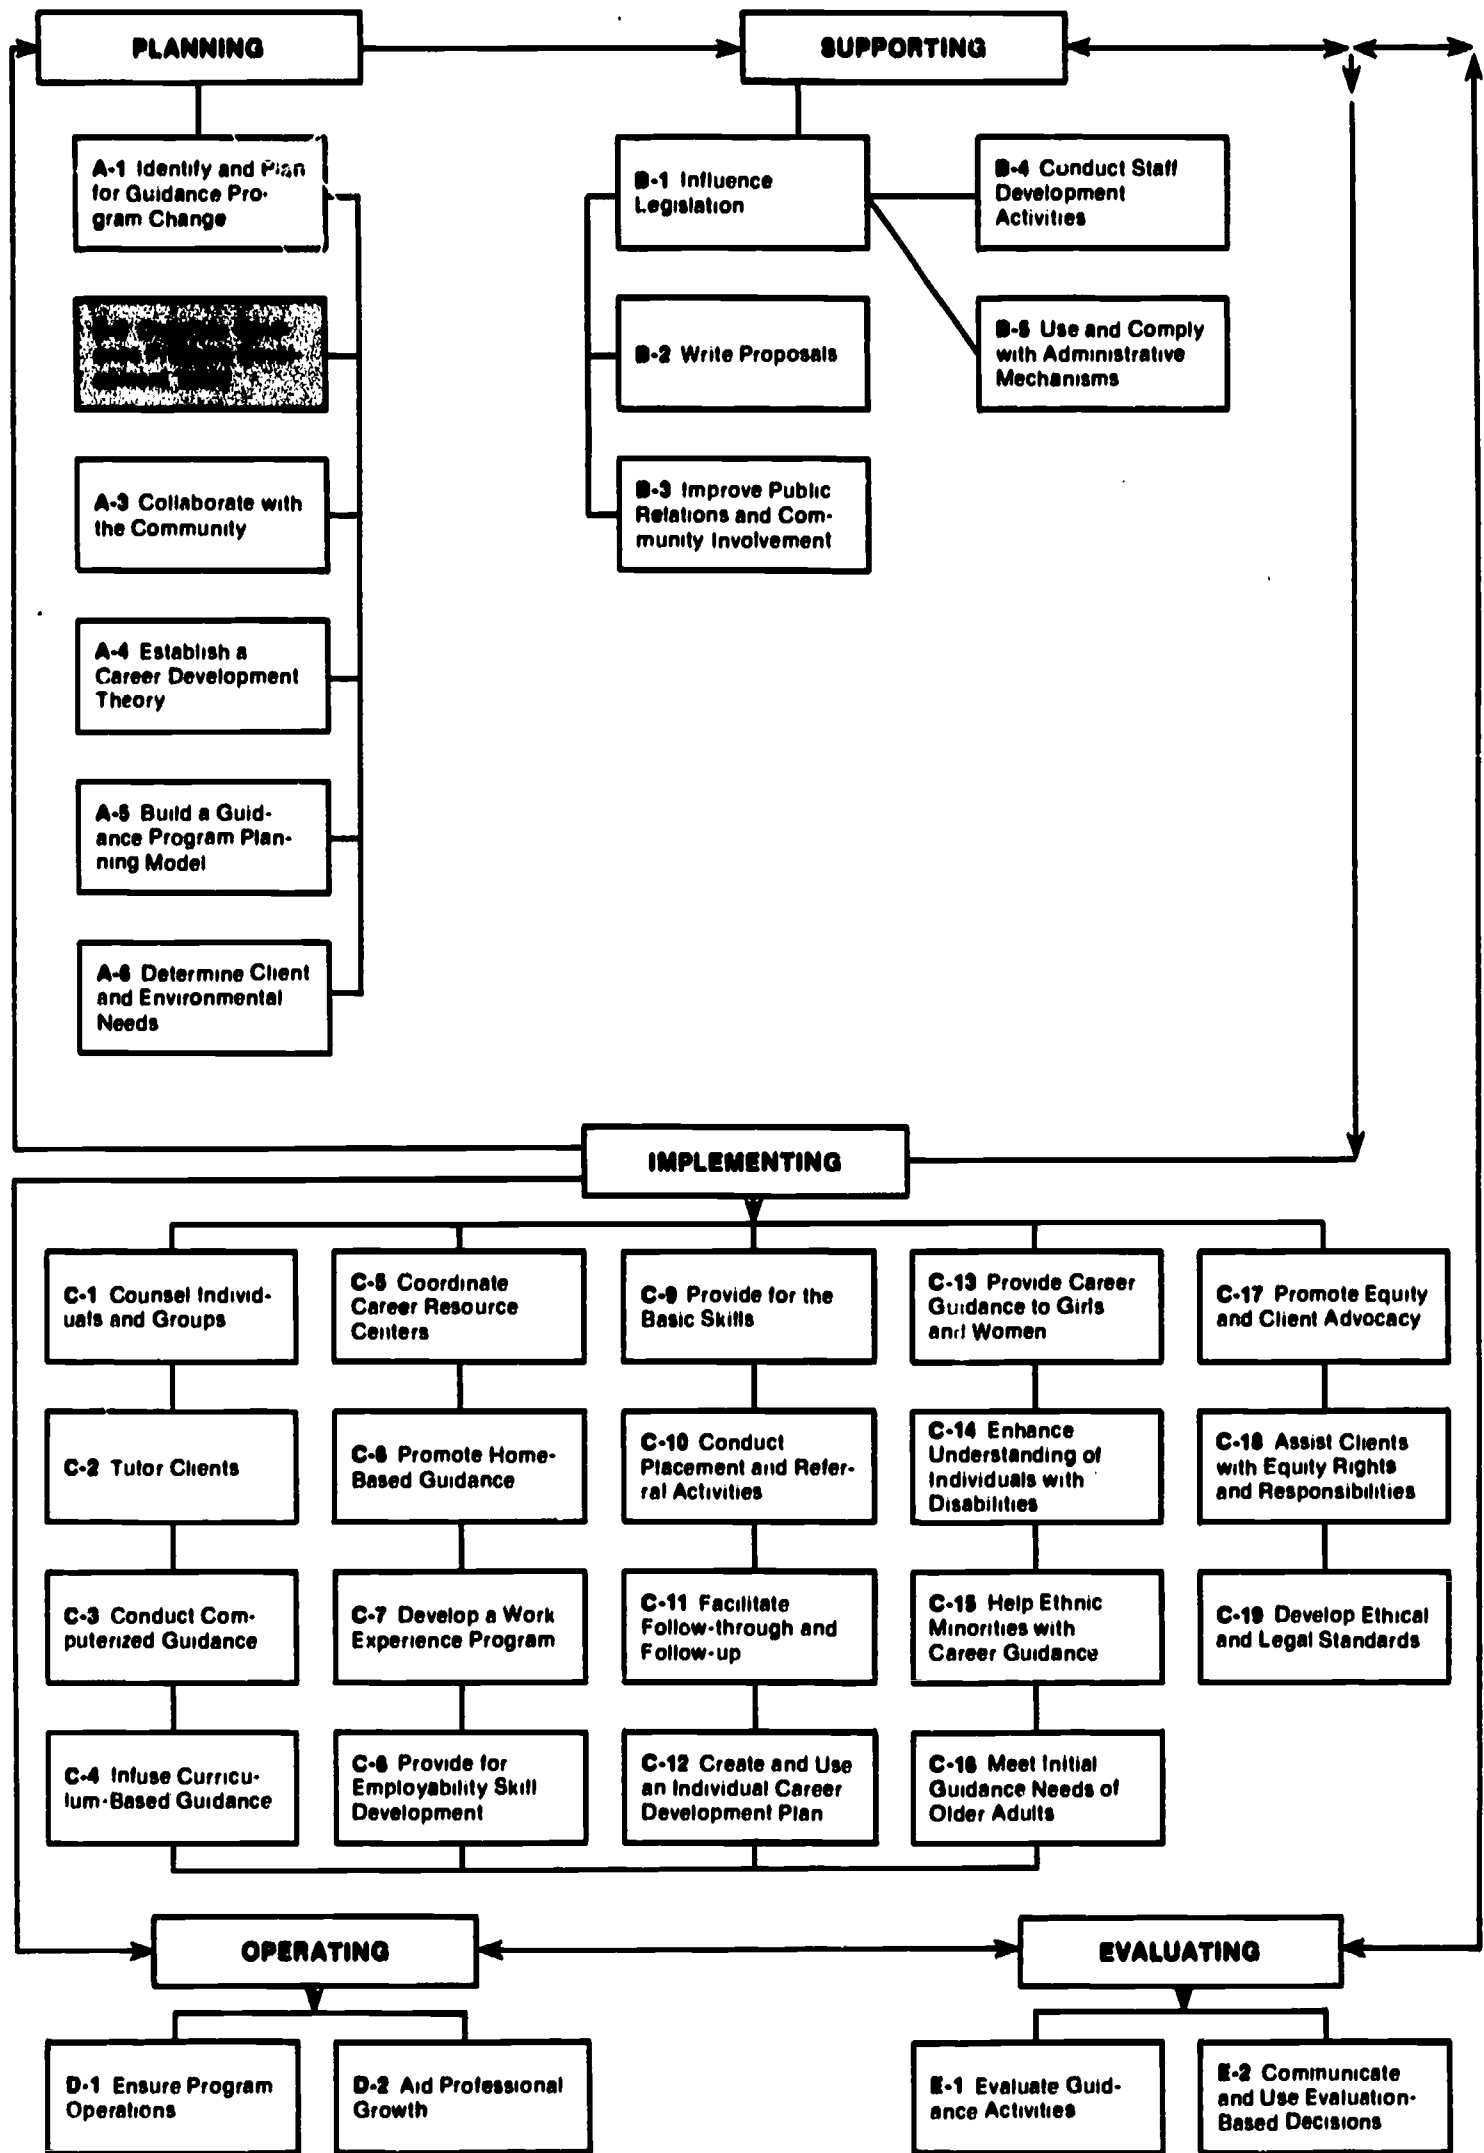 PLANNING
SUPPORTING
A-1 Identify and Plan
for Guidance Pro-
gram Change
B-1 Influence
Legislation
B-4 Conduct Staff
Development
Activities
B-2 Write Proposals
B-5 Use and Comply
with Administrative
Mechanisms
A-3 Collaborate with
the Community
B-3 Improve Public
Relations and Com-
munity Involvement
A-4 Establish a
Career Development
Theory
A-5 Build a Guid-
ance Program Plan-
ning Model
A-6 Determine Client
and Environmental
Needs
IMPLEMENTING
C-1 Counsel Individ-
uals and Groups
C-5 Coordinate
Career Resource
Centers
C-9 Provide for the
Basic Skills
C-13 Provide Career
Guidance to Girls
and Women
C-17 Promote Equity
and Client Advocacy
C-2 Tutor Clients
C-6 Promote Home-
Based Guidance
C-10 Conduct
Placement and Refer-
ral Activities
C-14 Enhance
Understanding of
Individuals with
Disabilities
C-18 Assist Clients
with Equity Rights
and Responsibilities
C-3 Conduct Com-
puterized Guidance
C-7 Develop a Work
Experience Program
C-11 Facilitate
Follow-through and
Follow-up
C-15 Help Ethnic
Minorities with
Career Guidance
C-19 Develop Ethical
and Legal Standards
C-4 Infuse Curricu-
lum-Based Guidance
C-8 Provide for
Employability Skill
Development
C-12 Create and Use
an Individual Career
Development Plan
C-16 Meet Initial
Guidance Needs of
Older Adults
OPERATING
EVALUATING
D-1 Ensure Program
Operations
D-2 Aid Professional
Growth
E-1 Evaluate Guid-
ance Activities
E-2 Communicate
and Use Evaluation-
Based Decisions